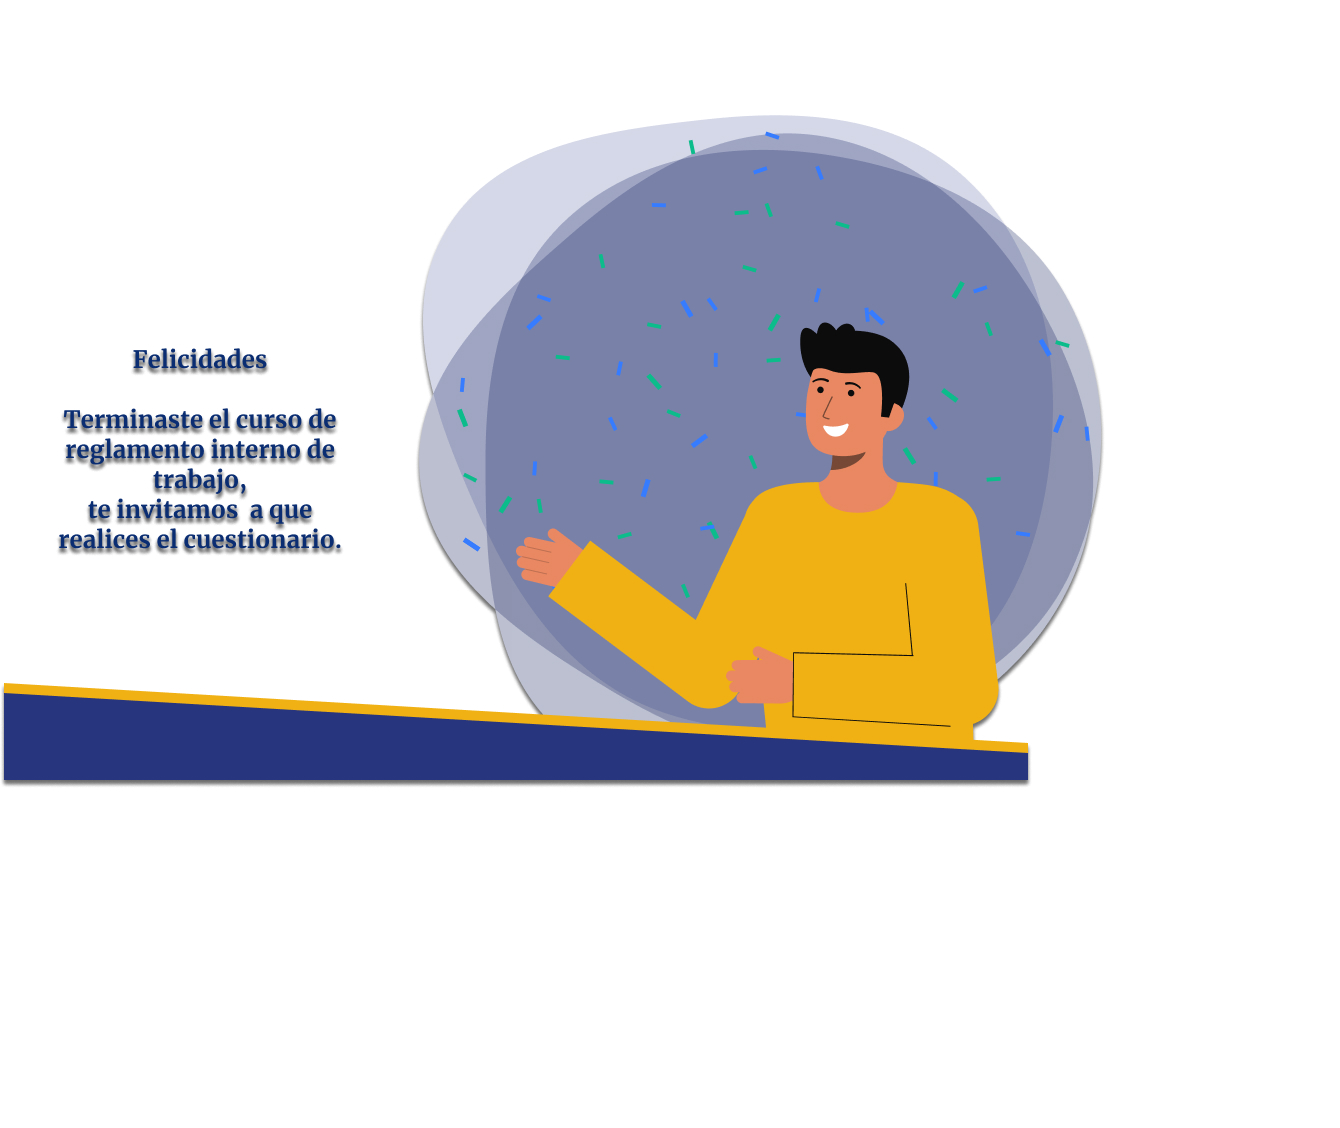 Felicidades
Terminaste el curso de
reglamento interno de
trabajo,
te invitamos  a que
realices el cuestionario.